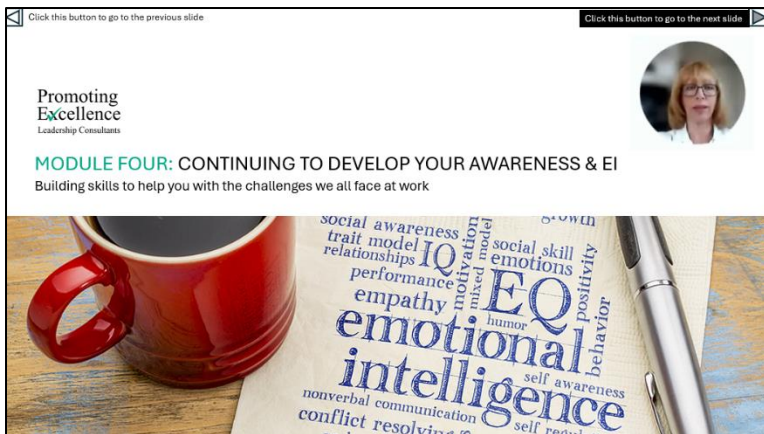 Click this button to go to the previous slide
Click this button to go to the next slide
Promoting
Excellence
Leadership Consultants
MODULE FOUR: CONTINUING TO DEVELOP YOUR AWARENESS & EI
Building skills to help you with the challenges we all face at work
growth
social awareness
trait model
IQ
relationships
motivation
mixed model
social skill
emotions
positivity
performance
EQ
empathy
humor
behavior
emotional
intelligence
self awareness
nonverbal communication
conflict resolving
self